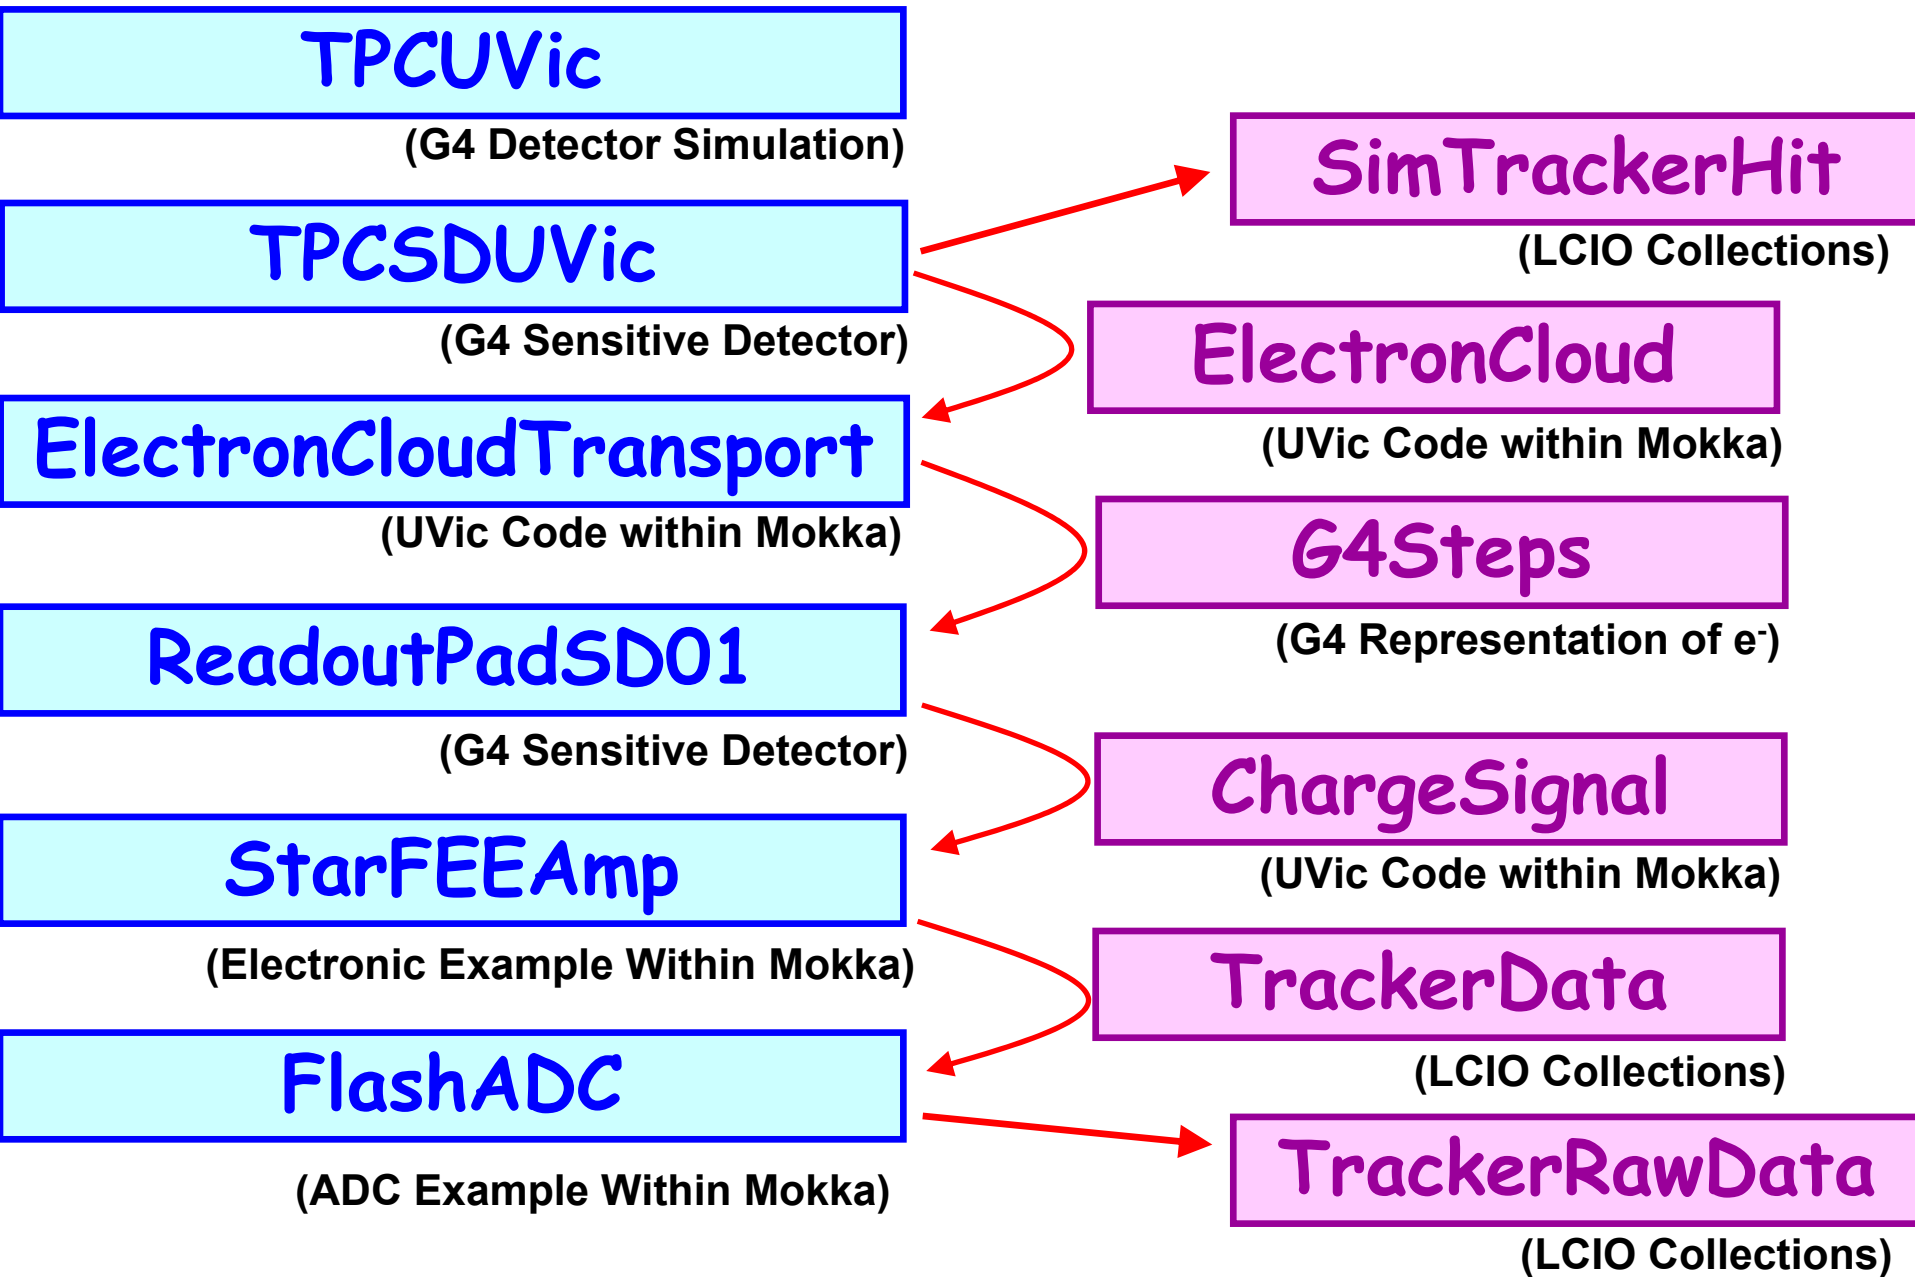 TPCUVic
(G4 Detector Simulation)
SimTrackerHit
(LCIO Collections)
TPCSDUVic
(G4 Sensitive Detector)
ElectronCloud
(UVic Code within Mokka)
ElectronCloudTransport
(UVic Code within Mokka)
G4Steps
(G4 Representation of e⁻)
ReadoutPadSD01
(G4 Sensitive Detector)
ChargeSignal
(UVic Code within Mokka)
StarFEEAmp
(Electronic Example Within Mokka)
TrackerData
(LCIO Collections)
FlashADC
(ADC Example Within Mokka)
TrackerRawData
(LCIO Collections)